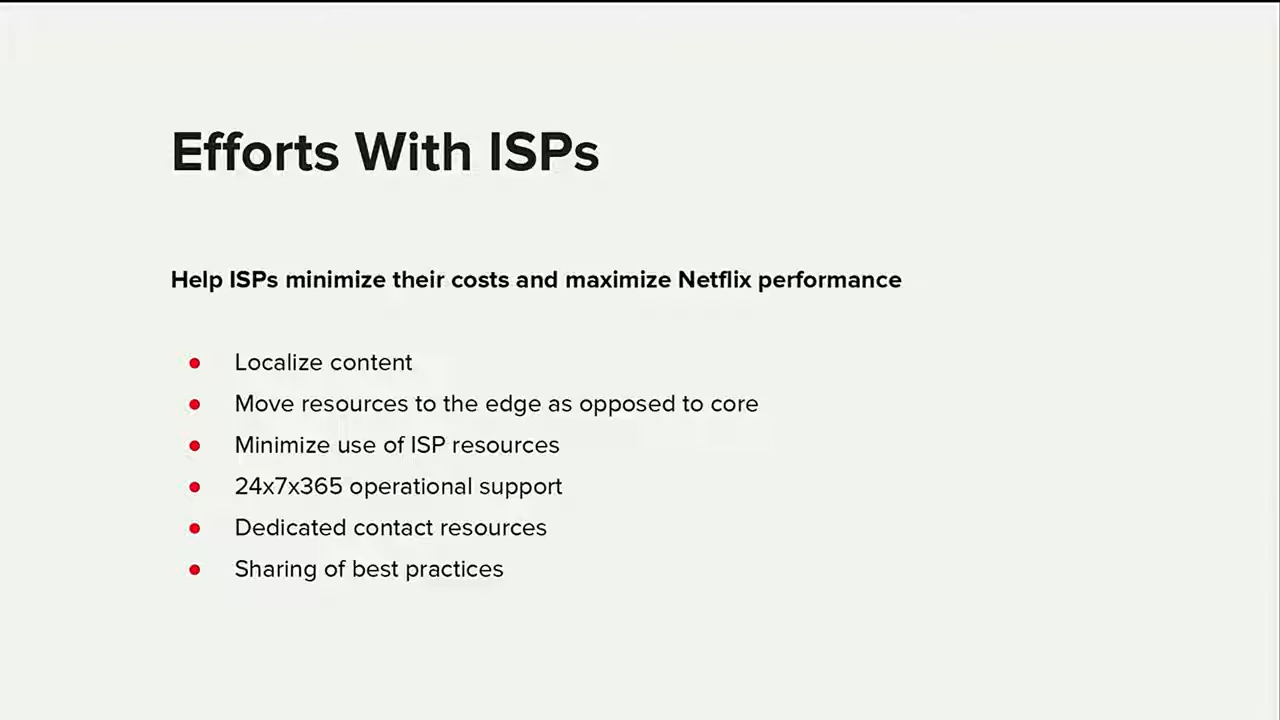 Efforts With ISPs
Help ISPs minimize their costs and maximize Netflix performance
Localize content
Move resources to the edge as opposed to core
Minimize use of ISP resources
24x7x365 operational support
Dedicated contact resources
Sharing of best practices